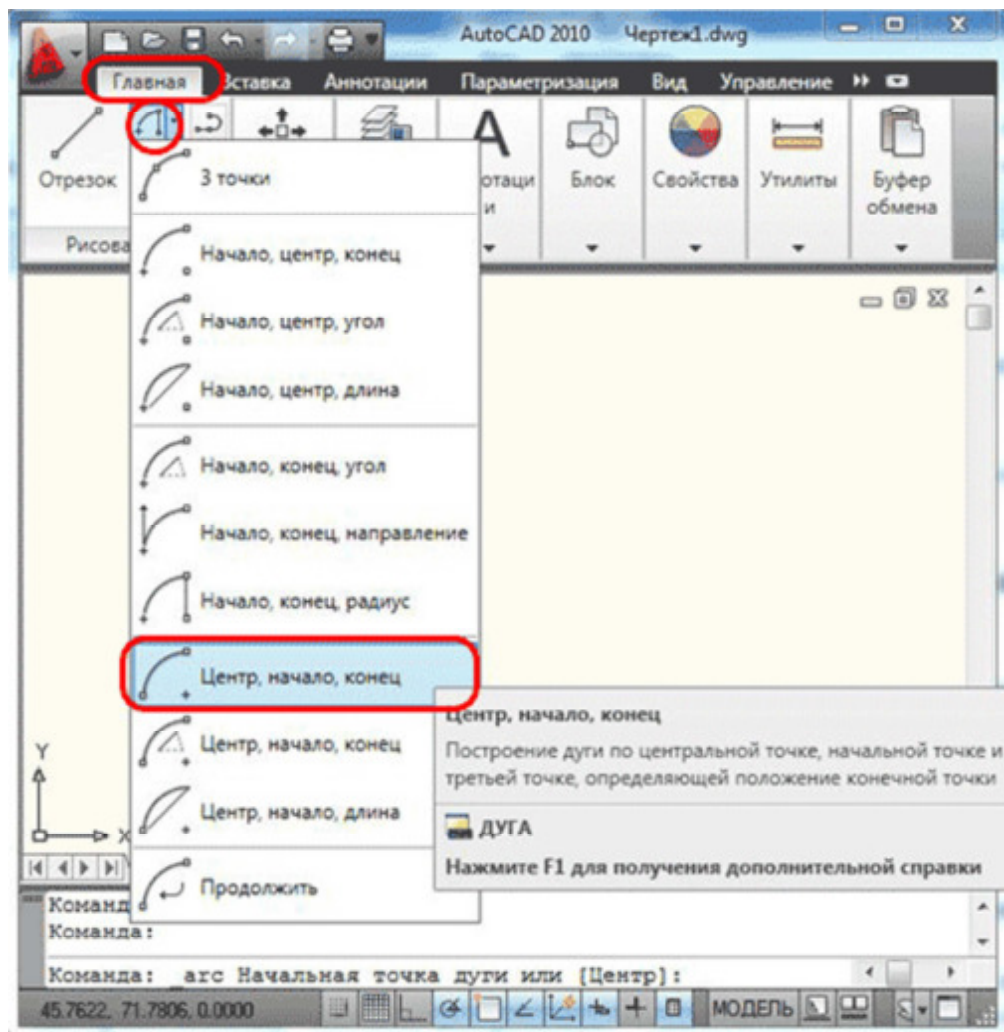 AutoCAD 2010 Чертеж1.dwg
Главная Вставка Аннотации Параметризация Вид Управление
Отрезок
отаци
и
Блок
Свойства
Утилиты
Буфер
обмена
Рисова
3 точки
Начало, центр, конец
Начало, центр, угол
Начало, центр, длина
Начало, конец, угол
Начало, конец, направление
Начало, конец, радиус
Центр, начало, конец
Центр, начало, конец
Центр, начало, длина
Продолжить
Центр, начало, конец
Построение дуги по центральной точке, начальной точке и
третьей точке, определяющей положение конечной точки
ДУГА
Нажмите F1 для получения дополнительной справки
Y
X
Команд
Команда:
Команда: _arc Начальная точка дуги или [Центр]:
45.7622, 71.7806, 0.0000 МОДЕЛЬ